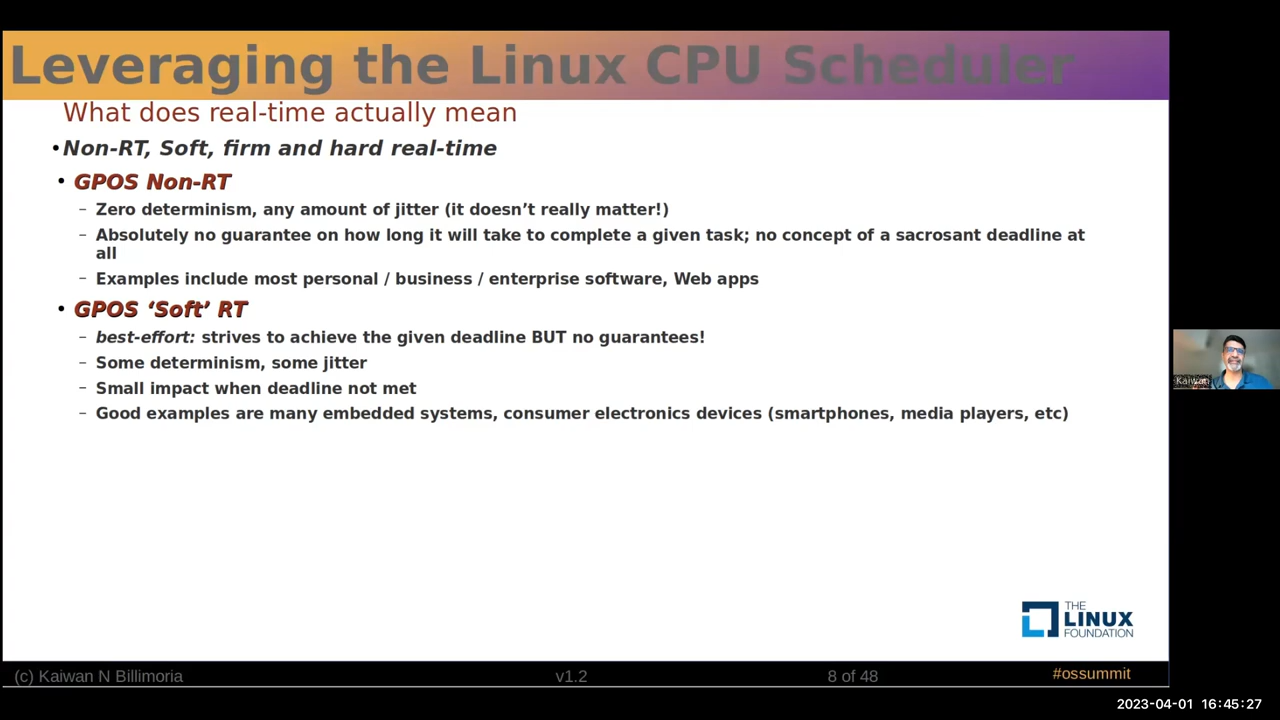 Leveraging the Linux CPU Scheduler
What does real-time actually mean
•Non-RT, Soft, firm and hard real-time
• GPOS Non-RT
– Zero determinism, any amount of jitter (it doesn’t really matter!)
– Absolutely no guarantee on how long it will take to complete a given task; no concept of a sacrosant deadline at
all
– Examples include most personal / business / enterprise software, Web apps
• GPOS ‘Soft’ RT
– best-effort: strives to achieve the given deadline BUT no guarantees!
– Some determinism, some jitter
– Small impact when deadline not met
– Good examples are many embedded systems, consumer electronics devices (smartphones, media players, etc)
Kaiwan
THE
LINUX
FOUNDATION
(c) Kaiwan N Billimoria v1.2 8 of 48 #ossummit
2023-04-01 16:45:27